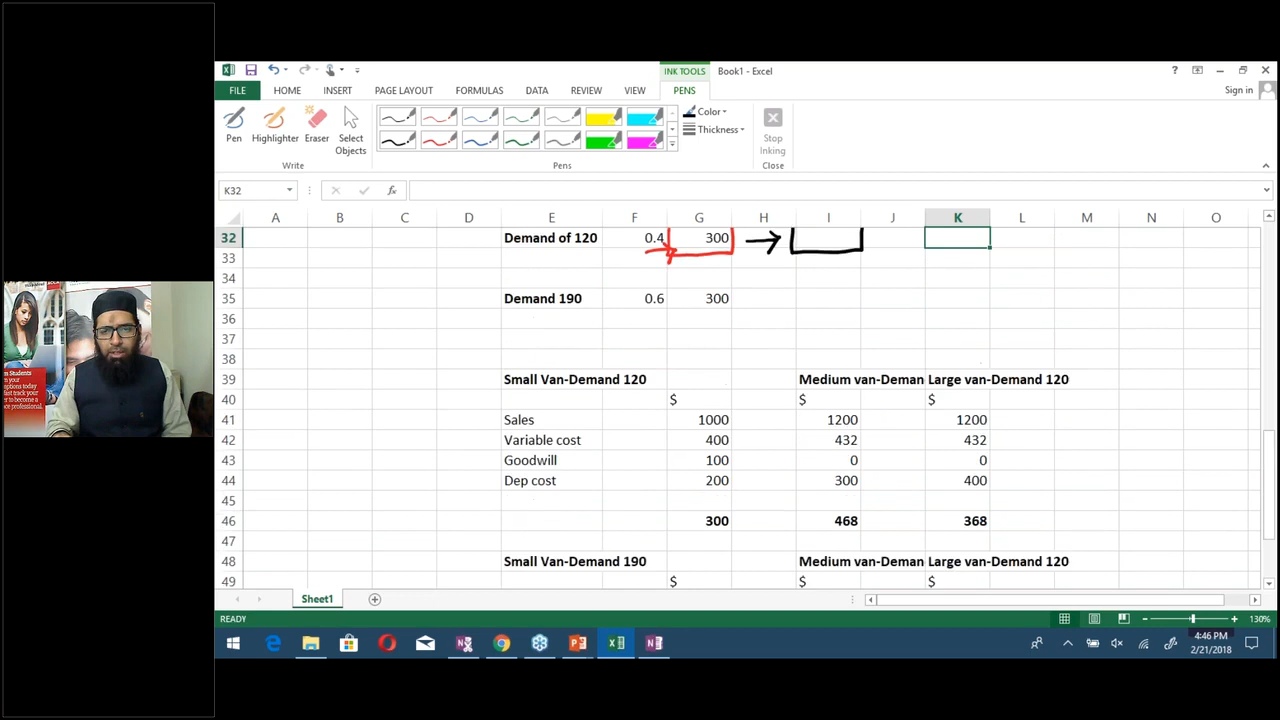 INK TOOLS Book1 - Excel
FILE HOME INSERT PAGE LAYOUT FORMULAS DATA REVIEW VIEW PENS Sign in
Pen Highlighter Eraser Select Objects Color Thickness Stop Inking
Write Pens Close
K32 fx
A B C D E F G H I J K L M N O
32 Demand of 120 0.4 300
33
34
35 Demand 190 0.6 300
36
37
38
39 Small Van-Demand 120 Medium van-Deman Large van-Demand 120
40 $ $ $
41 Sales 1000 1200 1200
42 Variable cost 400 432 432
43 Goodwill 100 0 0
44 Dep cost 200 300 400
45
46 300 468 368
47
48 Small Van-Demand 190 Medium van-Deman Large van-Demand 120
49 $ $ $
Sheet1
READY 130%
4:46 PM
2/21/2018